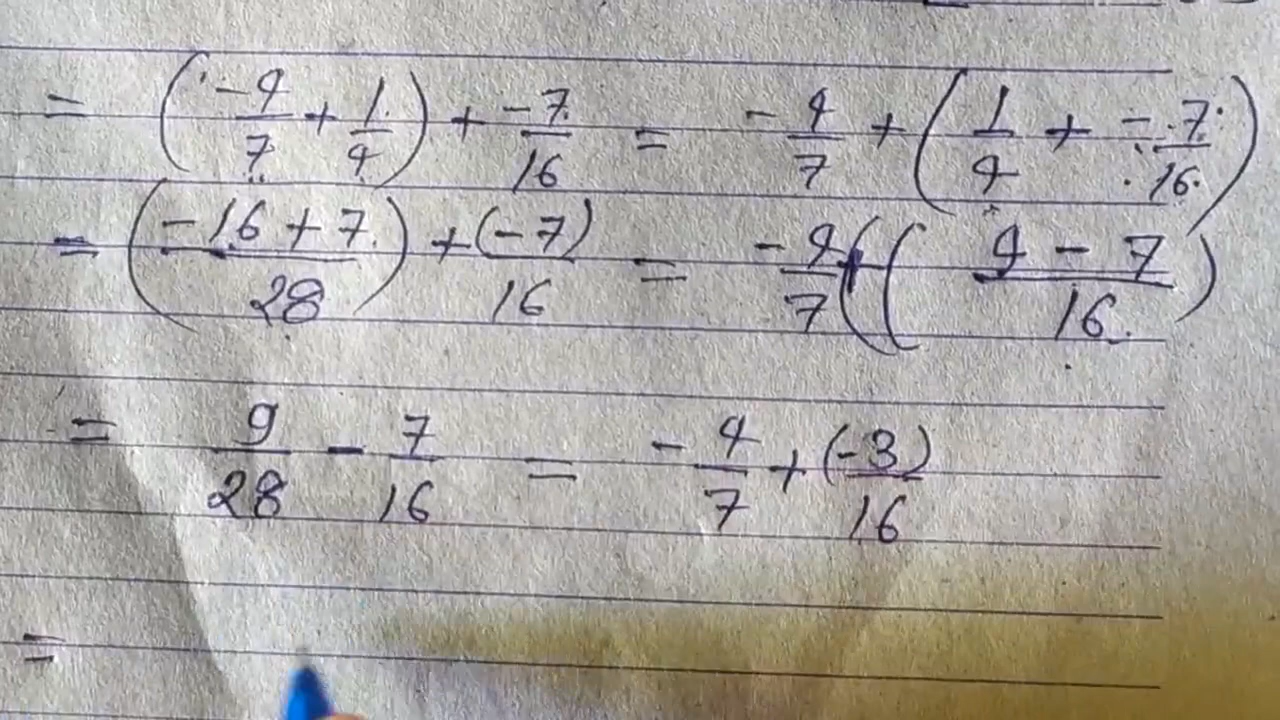 = (-4/7 + 1/4) + -7/16 = -4/7 + (1/4 + -7/16)
= (-16 + 7/28) + (-7)/16 = -4/7 + ((4 - 7/16)
= 9/28 - 7/16 = -4/7 + (-3)/16
=